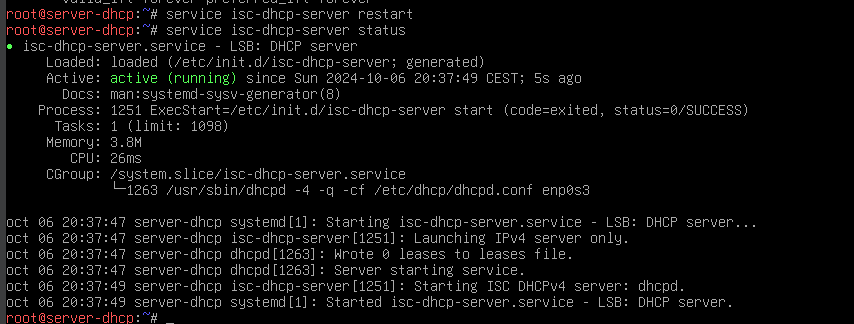 valid_lft forever preferred_lft forever
root@server-dhcp:~# service isc-dhcp-server restart
root@server-dhcp:~# service isc-dhcp-server status
● isc-dhcp-server.service - LSB: DHCP server
Loaded: loaded (/etc/init.d/isc-dhcp-server; generated)
Active: active (running) since Sun 2024-10-06 20:37:49 CEST; 5s ago
Docs: man:systemd-sysv-generator(8)
Process: 1251 ExecStart=/etc/init.d/isc-dhcp-server start (code=exited, status=0/SUCCESS)
Tasks: 1 (limit: 1098)
Memory: 3.8M
CPU: 26ms
CGroup: /system.slice/isc-dhcp-server.service
└─1263 /usr/sbin/dhcpd -4 -q -cf /etc/dhcp/dhcpd.conf enp0s3
oct 06 20:37:47 server-dhcp systemd[1]: Starting isc-dhcp-server.service - LSB: DHCP server...
oct 06 20:37:47 server-dhcp isc-dhcp-server[1251]: Launching IPv4 server only.
oct 06 20:37:47 server-dhcp dhcpd[1263]: Wrote 0 leases to leases file.
oct 06 20:37:47 server-dhcp dhcpd[1263]: Server starting service.
oct 06 20:37:49 server-dhcp isc-dhcp-server[1251]: Starting ISC DHCPv4 server: dhcpd.
oct 06 20:37:49 server-dhcp systemd[1]: Started isc-dhcp-server.service - LSB: DHCP server.
root@server-dhcp:~# _